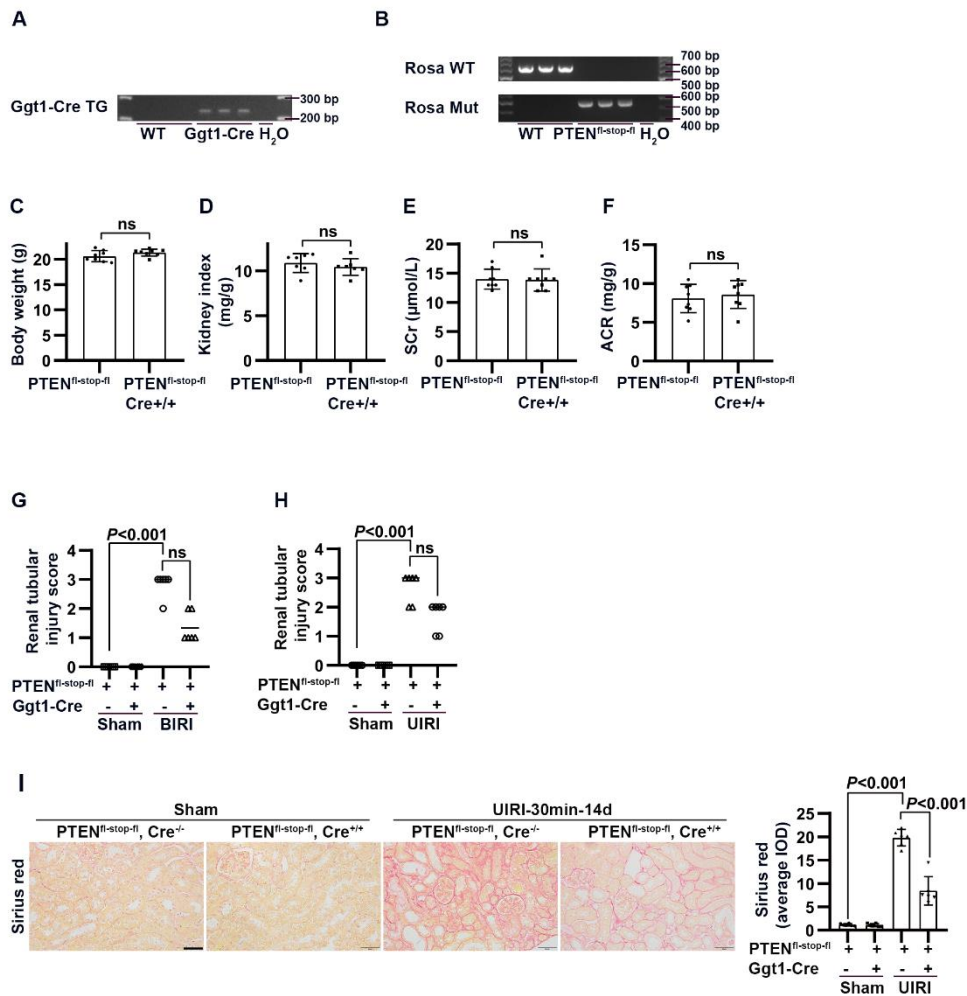 A
B
Ggt1-Cre TG
300 bp
200 bp
WT
Ggt1-Cre
H2O
Rosa WT
700 bp
600 bp
500 bp
Rosa Mut
600 bp
500 bp
400 bp
WT
PTENfl-stop-fl
H2O
C
Body weight (g)
ns
20
15
10
5
0
PTENfl-stop-fl
PTENfl-stop-fl
Cre+/+
D
Kidney index
(mg/g)
ns
10
5
0
PTENfl-stop-fl
PTENfl-stop-fl
Cre+/+
E
SCr (μmol/L)
ns
20
15
10
5
0
PTENfl-stop-fl
PTENfl-stop-fl
Cre+/+
F
ACR (mg/g)
ns
15
10
5
0
PTENfl-stop-fl
PTENfl-stop-fl
Cre+/+
G
Renal tubular
injury score
P<0.001
ns
4
3
2
1
0
PTENfl-stop-fl + + + +
Ggt1-Cre - + - +
Sham BIRI
H
Renal tubular
injury score
P<0.001
ns
4
3
2
1
0
PTENfl-stop-fl + + + +
Ggt1-Cre - + - +
Sham UIRI
I
Sham
UIRI-30min-14d
PTENfl-stop-fl, Cre-/-
PTENfl-stop-fl, Cre+/+
PTENfl-stop-fl, Cre-/-
PTENfl-stop-fl, Cre+/+
Sirius red
Sirius red
(average IOD)
P<0.001
P<0.001
25
20
15
10
5
0
PTENfl-stop-fl + + + +
Ggt1-Cre - + - +
Sham UIRI